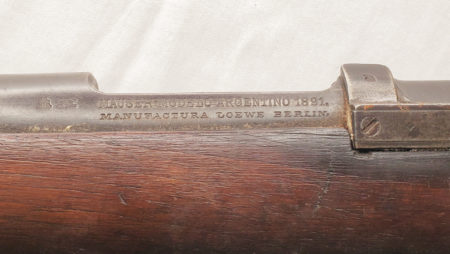 MAUSER MODELO ARGENTINO 1891.
MANUFACTURA LOEWE BERLIN.